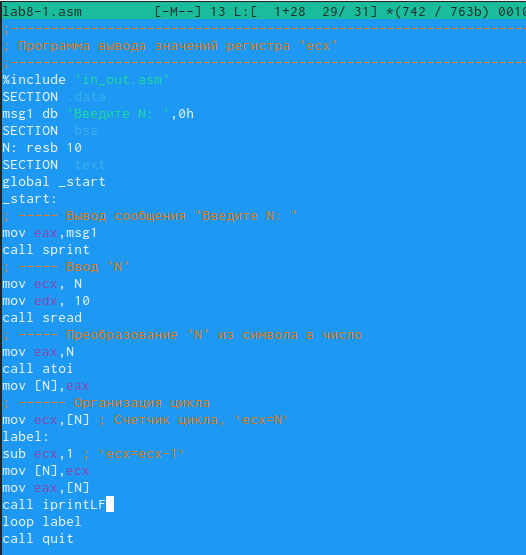 lab8-1.asm [-M--] 13 L:[ 1+28 29/ 31] *(742 / 763b) 0010
;--------------------------------------------------------------------
; Программа вывода значений регистра 'ecx'
;--------------------------------------------------------------------
%include 'in_out.asm'
SECTION .data
msg1 db 'Введите N: ',0h
SECTION .bss
N: resb 10
SECTION .text
global _start
_start:
; ----- Вывод сообщения 'Введите N: '
mov eax,msg1
call sprint
; ----- Ввод 'N'
mov ecx, N
mov edx, 10
call sread
; ----- Преобразование 'N' из символа в число
mov eax,N
call atoi
mov [N],eax
; ------ Организация цикла
mov ecx,[N] ; Счетчик цикла, `ecx=N`
label:
sub ecx,1 ; `ecx=ecx-1`
mov [N],ecx
mov eax,[N]
call iprintLF
loop label
call quit